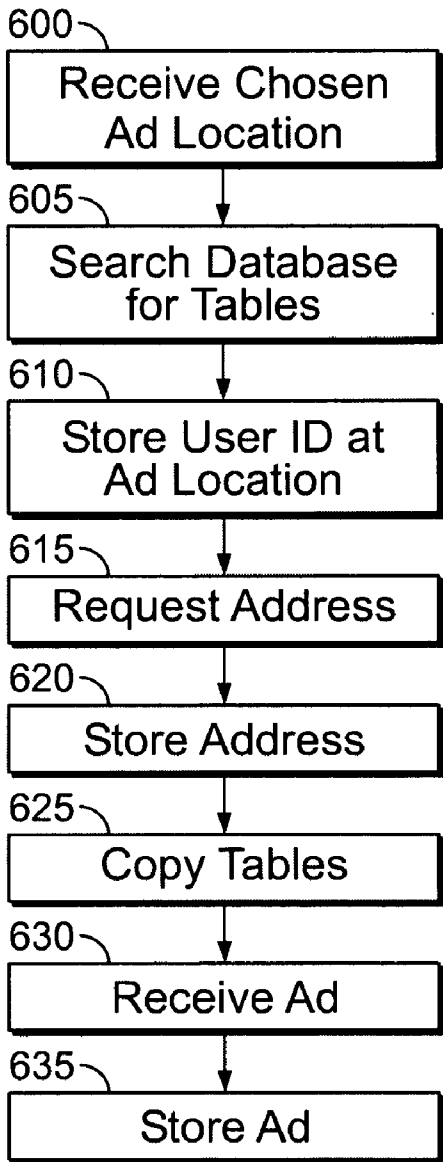 600
Receive Chosen
Ad Location
605
Search Database
for Tables
610
Store User ID at
Ad Location
615
Request Address
620
Store Address
625
Copy Tables
630
Receive Ad
635
Store Ad